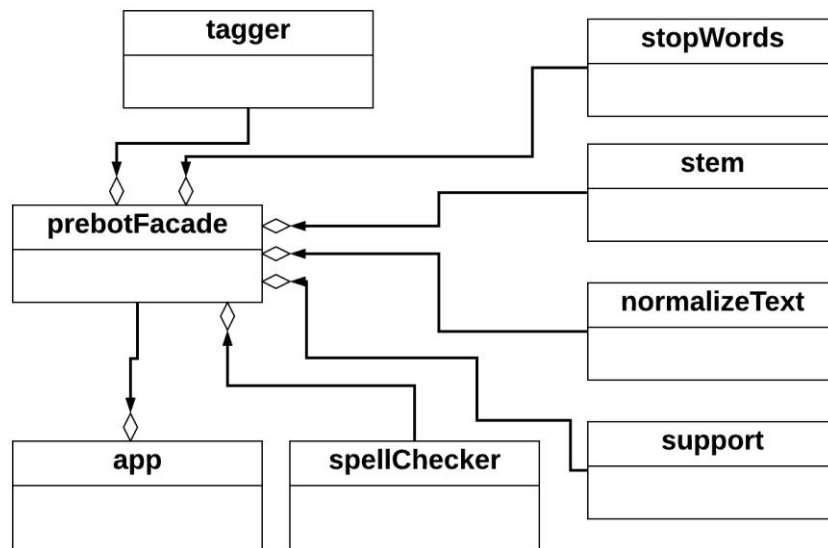 tagger
stopWords
stem
prebotFacade
normalizeText
support
app
spellChecker